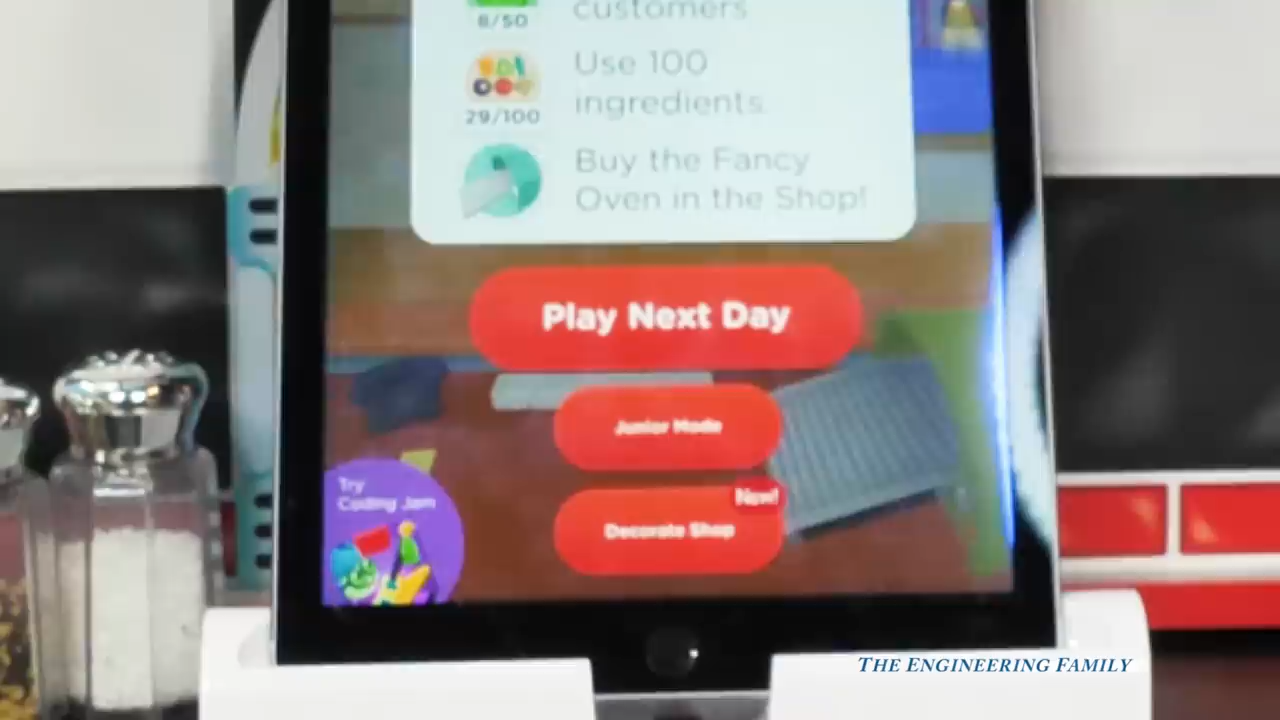 customers
8/50
Use 100
ingredients
29/100
Buy the Fancy
Oven in the Shop!
Play Next Day
Junior Mode
New!
Decorate Shop
Try
Coding Jam
THE ENGINEERING FAMILY